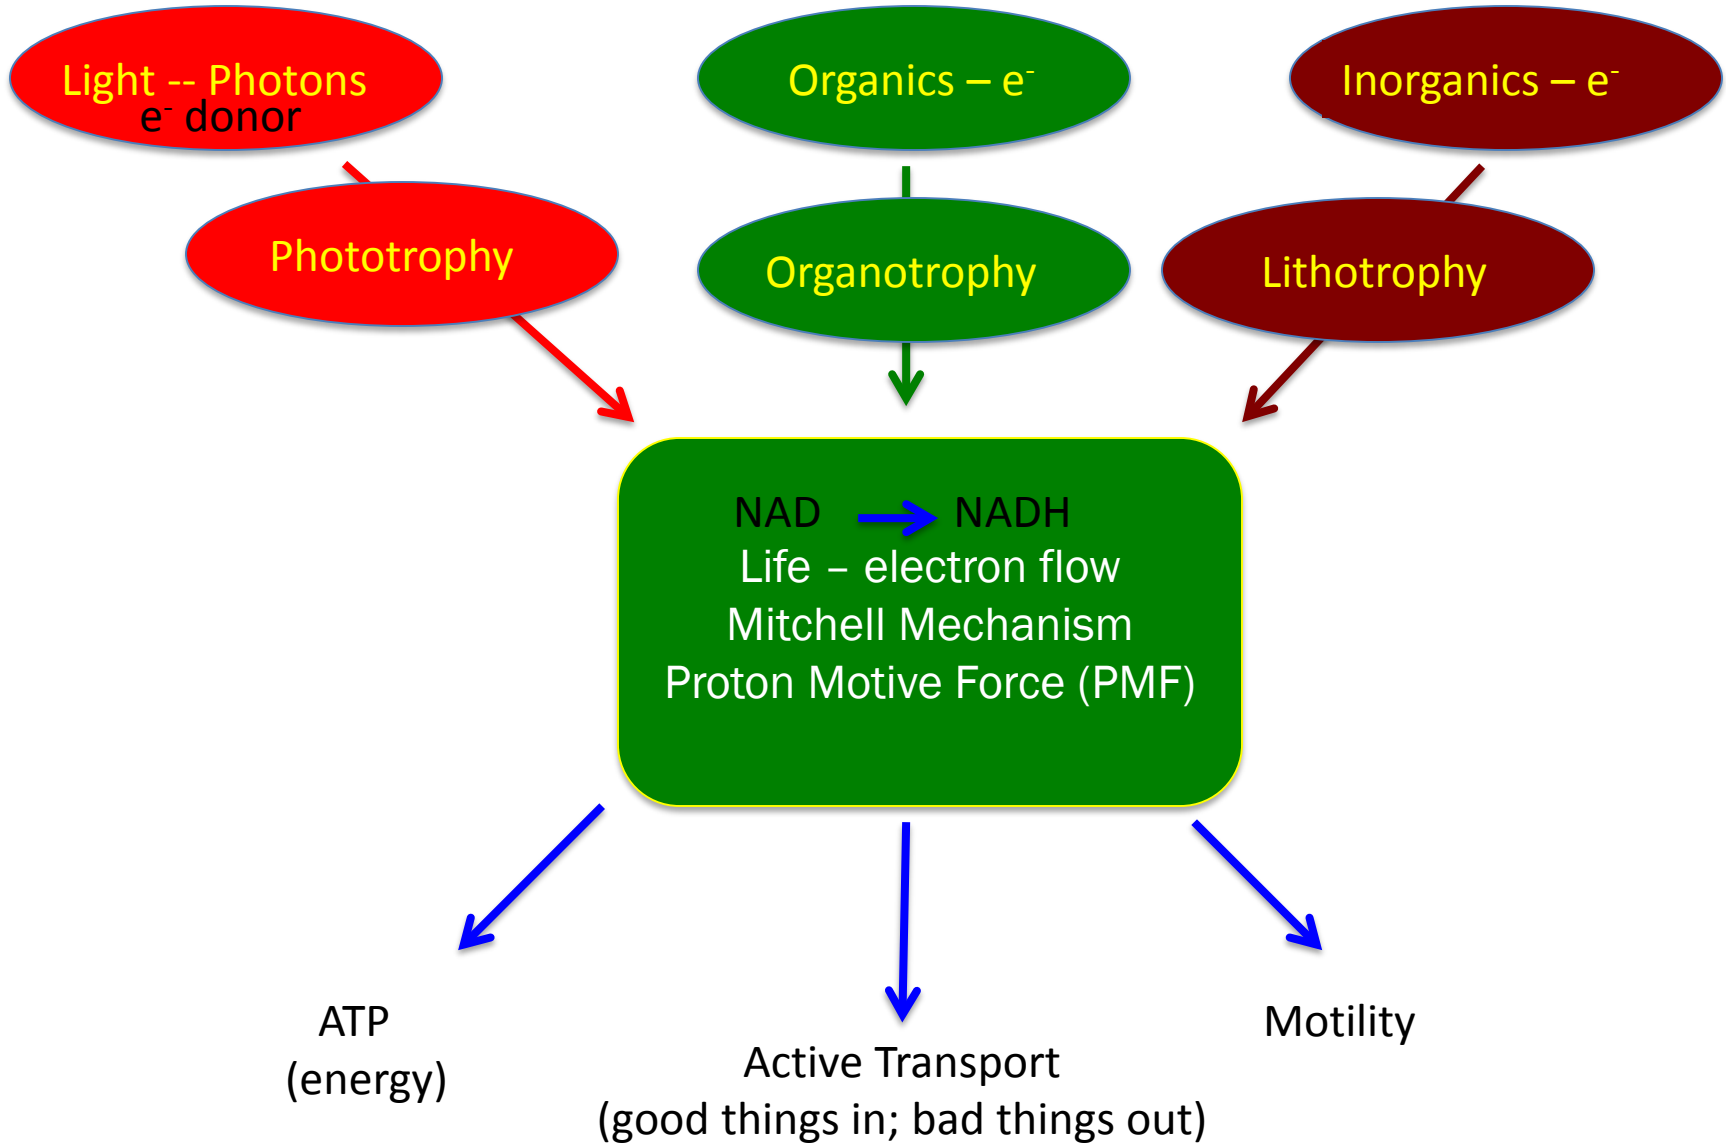 Light -- Photons
e⁻ donor
Organics – e⁻
Inorganics – e⁻
Phototrophy
Organotrophy
Lithotrophy
NAD NADH
Life – electron flow
Mitchell Mechanism
Proton Motive Force (PMF)
ATP
(energy)
Active Transport
(good things in; bad things out)
Motility